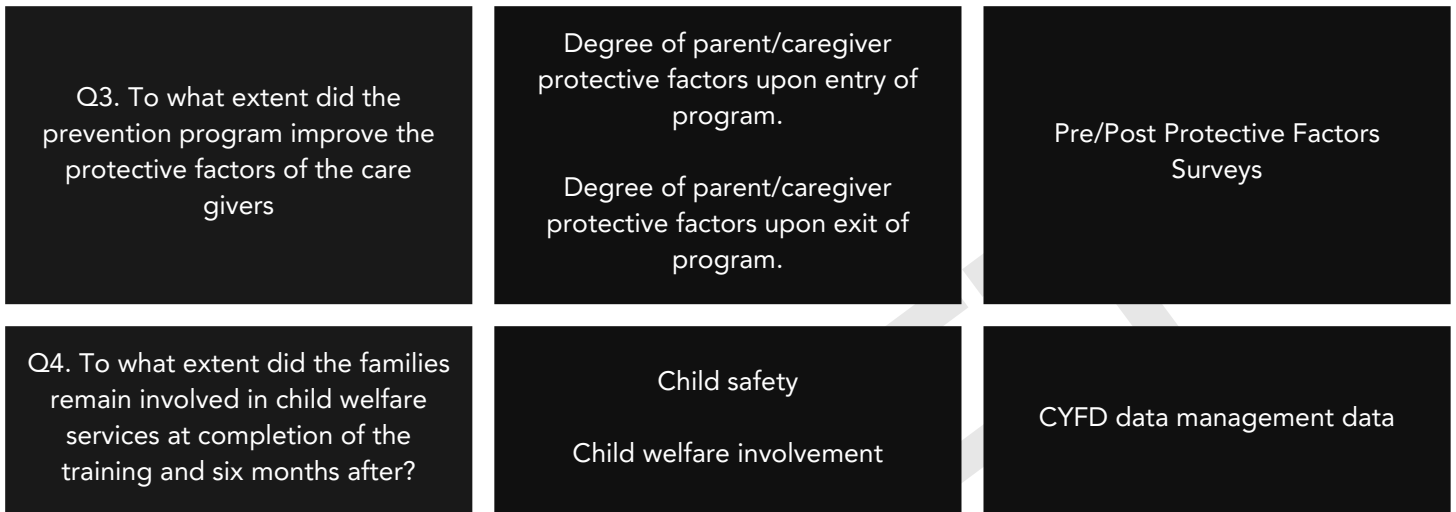 Q3. To what extent did the
prevention program improve the
protective factors of the care
givers
Degree of parent/caregiver
protective factors upon entry of
program.
Degree of parent/caregiver
protective factors upon exit of
program.
Pre/Post Protective Factors
Surveys
Q4. To what extent did the families
remain involved in child welfare
services at completion of the
training and six months after?
Child safety
Child welfare involvement
CYFD data management data